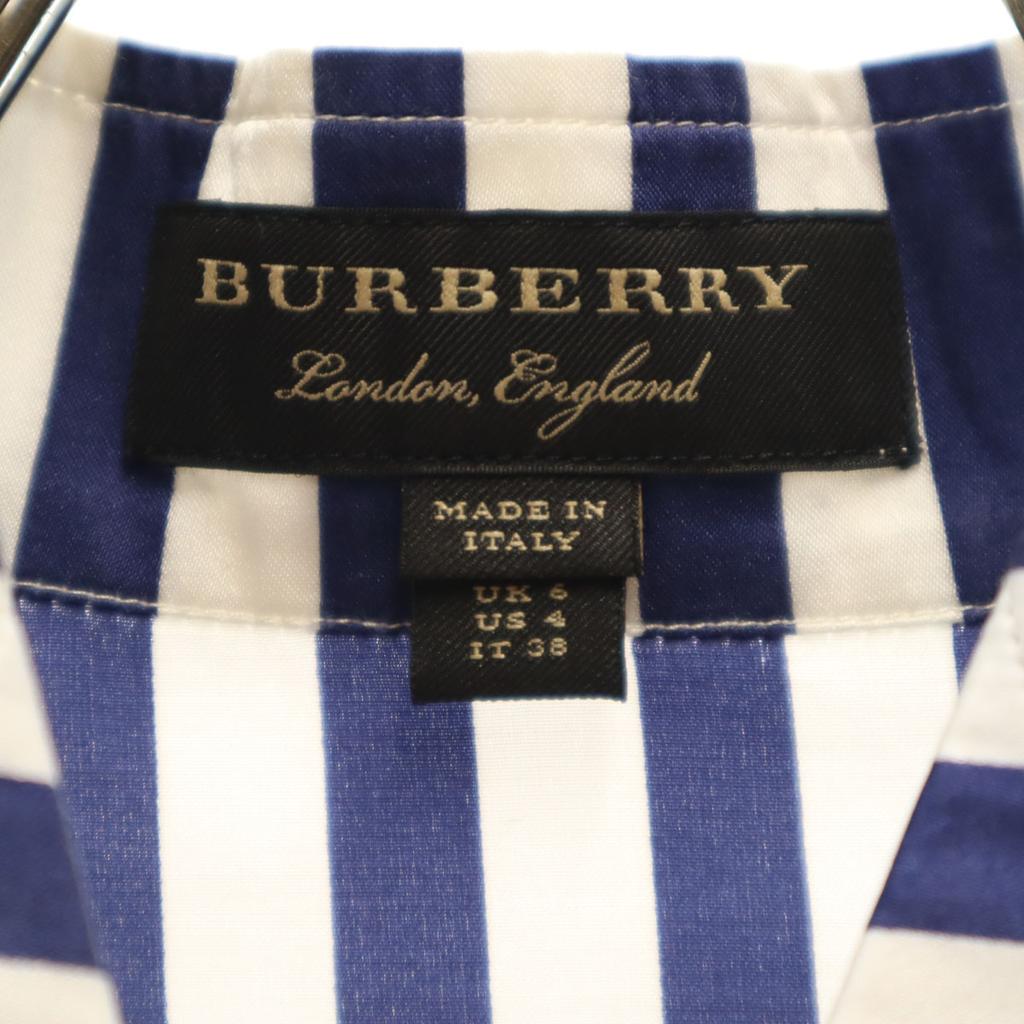 BURBERRY
London, England
MADE IN
ITALY
UK 6
US 4
IT 38